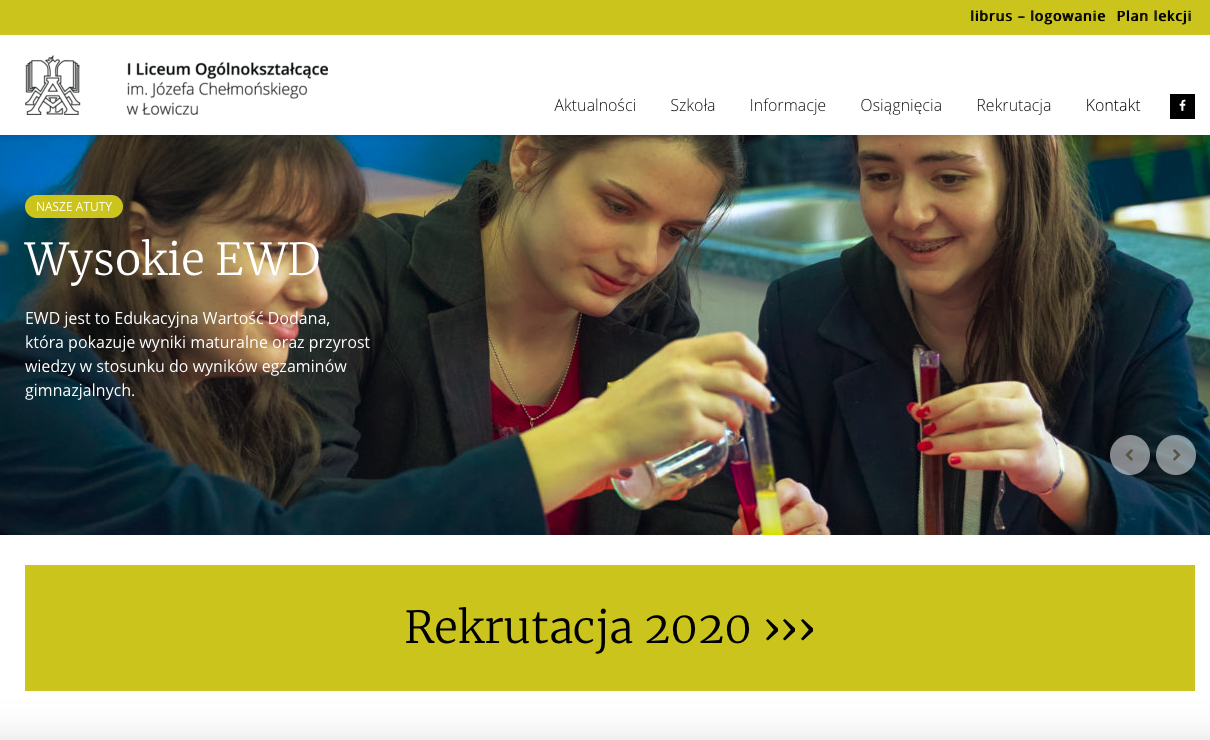 librus – logowanie Plan lekcji
I Liceum Ogólnokształcące
im. Józefa Chełmońskiego
w Łowiczu
Aktualności Szkoła Informacje Osiągnięcia Rekrutacja Kontakt
NASZE ATUTY
Wysokie EWD
EWD jest to Edukacyjna Wartość Dodana,
która pokazuje wyniki maturalne oraz przyrost
wiedzy w stosunku do wyników egzaminów
gimnazjalnych.
Rekrutacja 2020 ›››